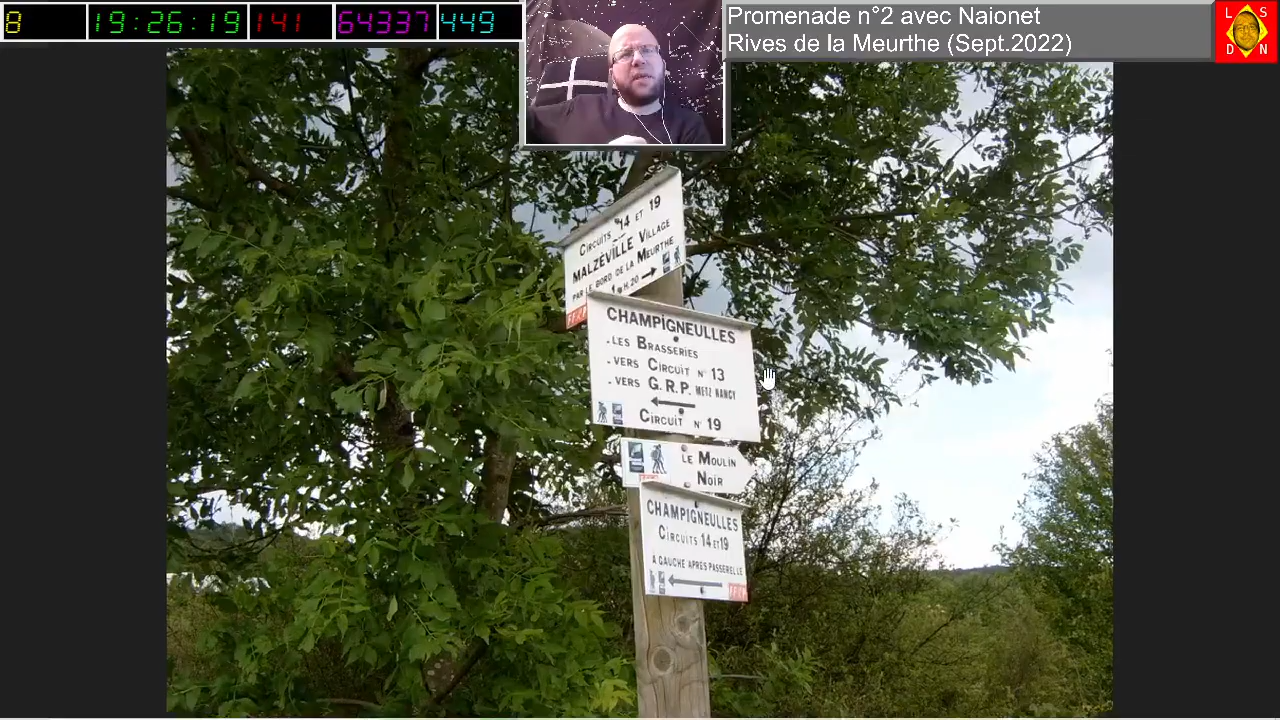 8 19:26:19 141 64337 449
Promenade n°2 avec Naionet
Rives de la Meurthe (Sept.2022)
L S
D N
CIRCUITS 14 ET 19
MALZÉVILLE VILLAGE
PAR LE BORD DE LA MEURTHE
1 H.20
CHAMPIGNEULLES
- LES BRASSERIES
- VERS CIRCUIT N° 13
- VERS G.R.P. METZ NANCY
CIRCUIT N° 19
LE MOULIN
NOIR
CHAMPIGNEULLES
CIRCUITS 14 ET 19
A GAUCHE APRÈS PASSERELLE